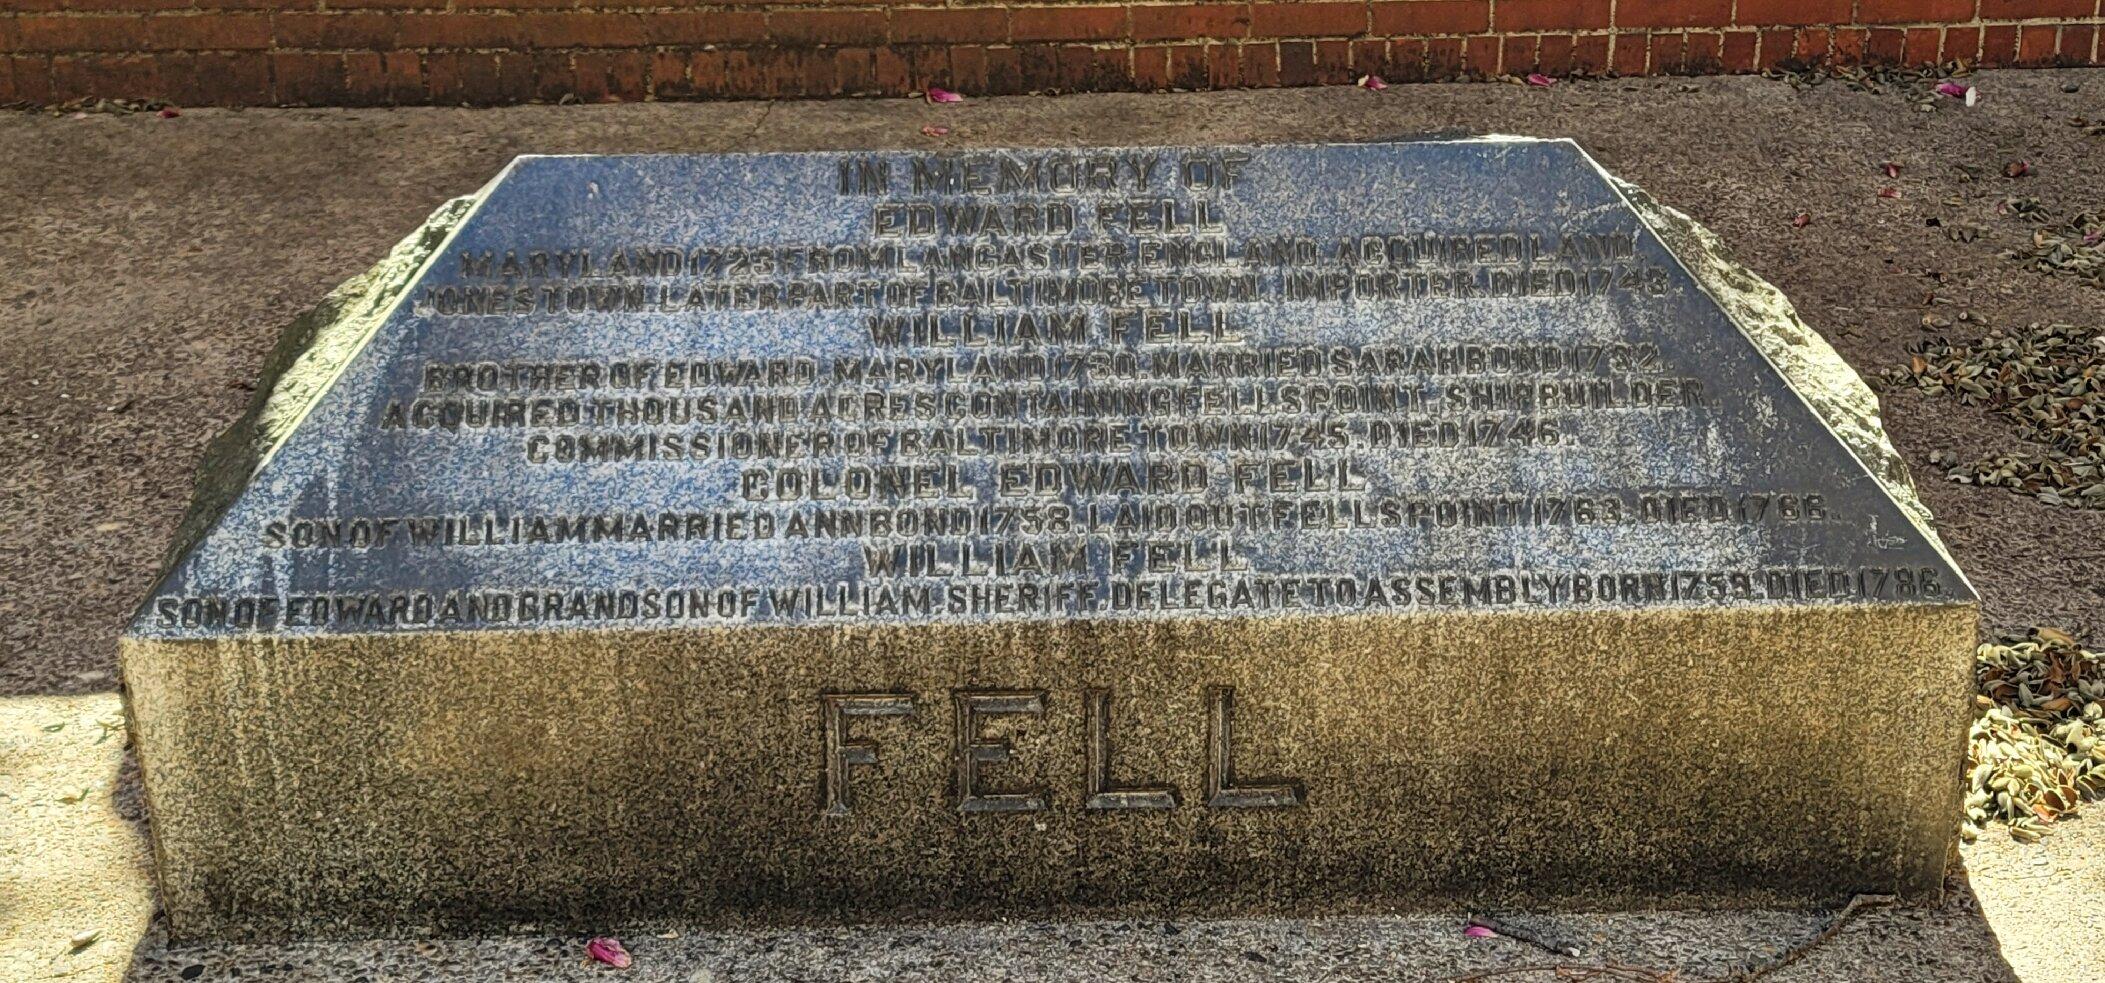 IN MEMORY OF
EDWARD FELL
MARYLAND 1723 FROM LANCASTER, ENGLAND. ACQUIRED LAND,
JONESTOWN. LATER PART OF BALTIMORE TOWN. IMPORTER. DIED 1743.
WILLIAM FELL
BROTHER OF EDWARD. MARYLAND 1730. MARRIED SARAH BOND 1732.
ACQUIRED THOUSAND ACRES CONTAINING FELLS POINT. SHIPBUILDER.
COMMISSIONER OF BALTIMORE TOWN 1745. DIED 1746.
COLONEL EDWARD FELL
SON OF WILLIAM MARRIED ANN BOND 1758. LAID OUT FELLS POINT 1763. DIED 1766.
WILLIAM FELL
SON OF EDWARD AND GRANDSON OF WILLIAM. SHERIFF. DELEGATE TO ASSEMBLY BORN 1759. DIED 1786.
FELL